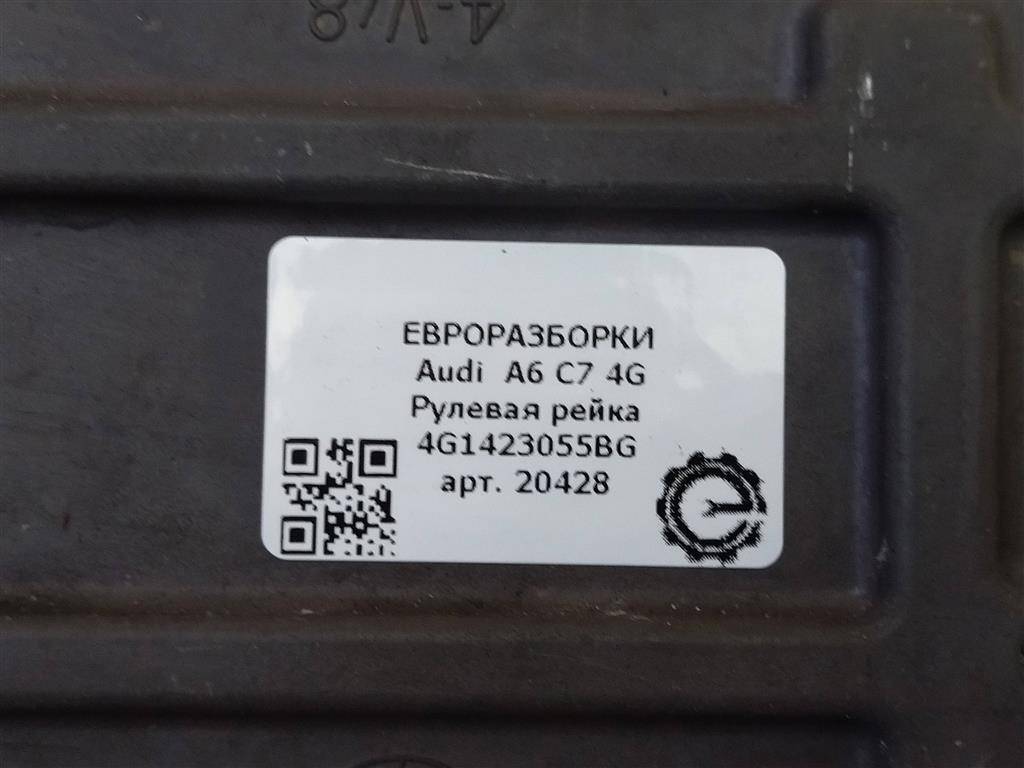 ЕВРОРАЗБОРКИ
Audi A6 C7 4G
Рулевая рейка
4G1423055BG
арт. 20428